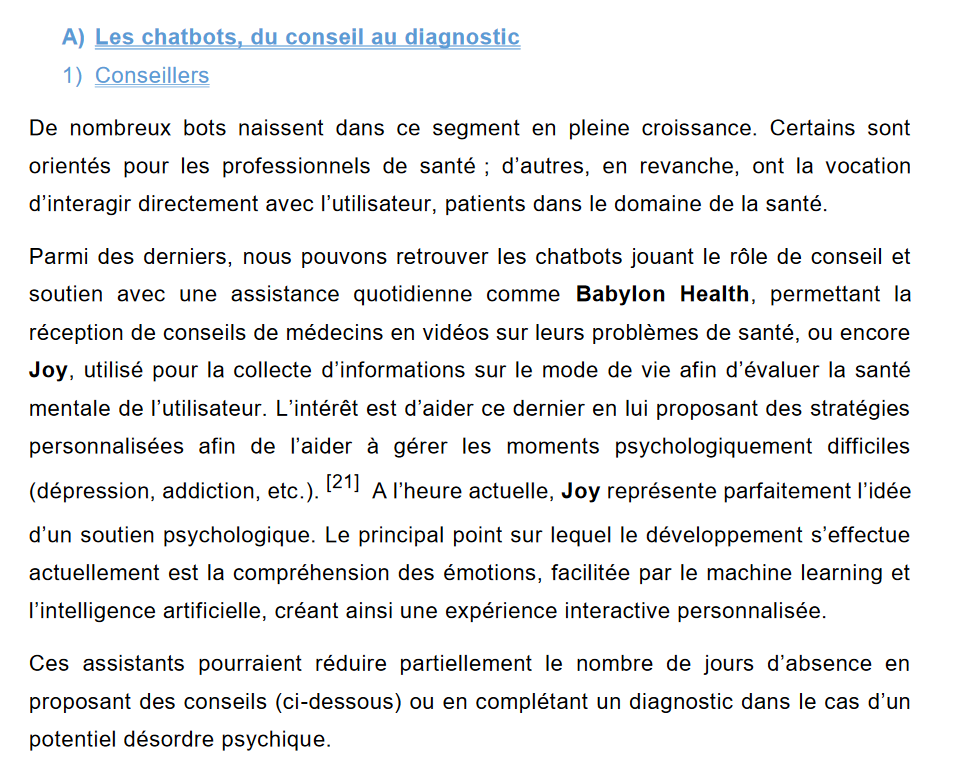 A) Les chatbots, du conseil au diagnostic
1) Conseillers
De nombreux bots naissent dans ce segment en pleine croissance. Certains sont
orientés pour les professionnels de santé ; d’autres, en revanche, ont la vocation
d’interagir directement avec l’utilisateur, patients dans le domaine de la santé.
Parmi des derniers, nous pouvons retrouver les chatbots jouant le rôle de conseil et
soutien avec une assistance quotidienne comme Babylon Health, permettant la
réception de conseils de médecins en vidéos sur leurs problèmes de santé, ou encore
Joy, utilisé pour la collecte d’informations sur le mode de vie afin d’évaluer la santé
mentale de l’utilisateur. L’intérêt est d’aider ce dernier en lui proposant des stratégies
personnalisées afin de l’aider à gérer les moments psychologiquement difficiles
(dépression, addiction, etc.). [21] A l’heure actuelle, Joy représente parfaitement l’idée
d’un soutien psychologique. Le principal point sur lequel le développement s’effectue
actuellement est la compréhension des émotions, facilitée par le machine learning et
l’intelligence artificielle, créant ainsi une expérience interactive personnalisée.
Ces assistants pourraient réduire partiellement le nombre de jours d’absence en
proposant des conseils (ci-dessous) ou en complétant un diagnostic dans le cas d’un
potentiel désordre psychique.